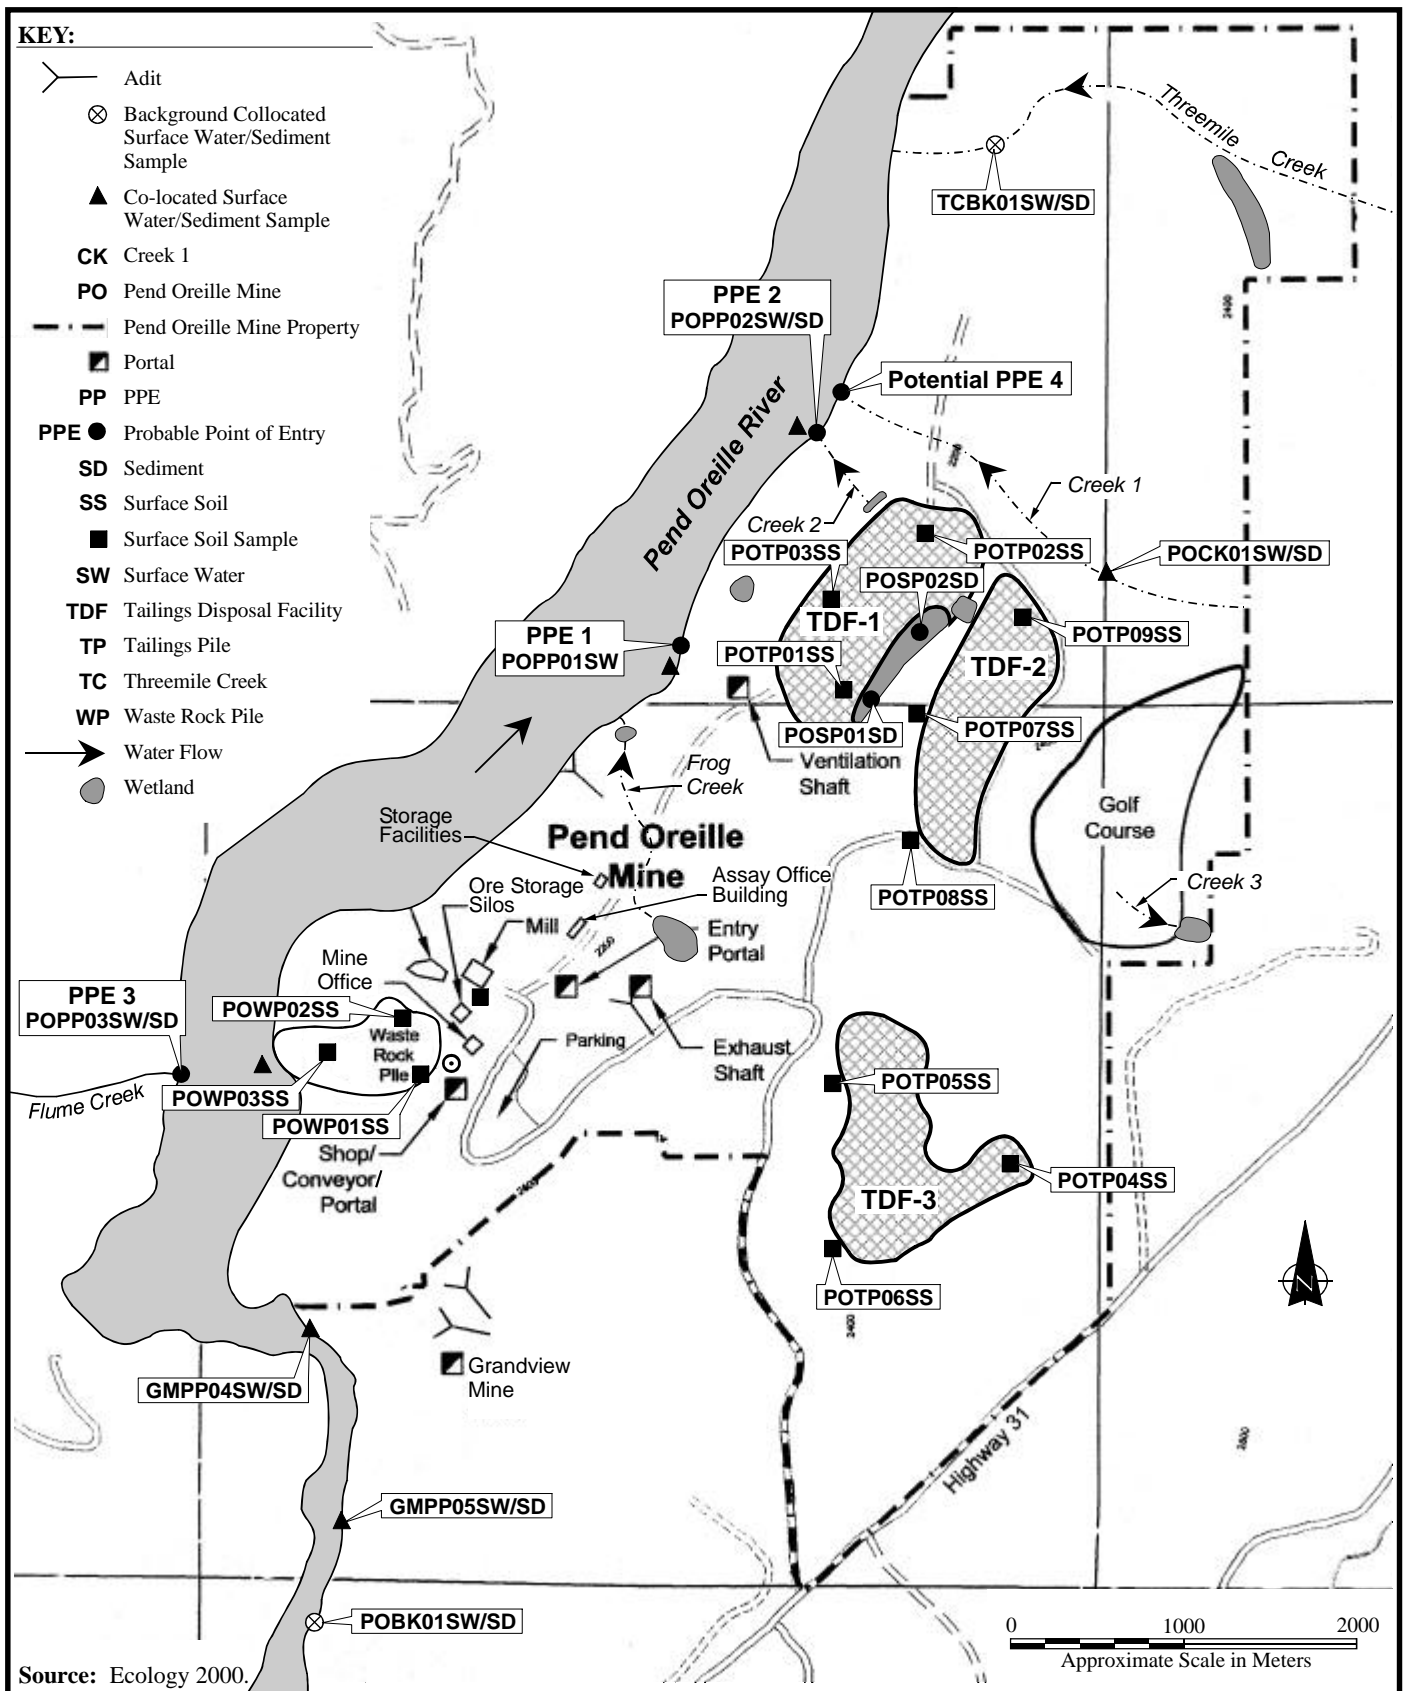 KEY:
Adit
Background Collocated
Surface Water/Sediment
Sample
Co-located Surface
Water/Sediment Sample
CK Creek 1
PO Pend Oreille Mine
Pend Oreille Mine Property
Portal
PP PPE
PPE Probable Point of Entry
SD Sediment
SS Surface Soil
Surface Soil Sample
SW Surface Water
TDF Tailings Disposal Facility
TP Tailings Pile
TC Threemile Creek
WP Waste Rock Pile
Water Flow
Wetland
Threemile
Creek
TCBK01SW/SD
2400
PPE 2
POPP02SW/SD
Potential PPE 4
Pend Oreille River
2200
Creek 1
Creek 2
POTP03SS
POTP02SS
POCK01SW/SD
POSP02SD
TDF-1
PPE 1
POPP01SW
POTP01SS
POTP09SS
TDF-2
POSP01SD
POTP07SS
Ventilation
Shaft
Frog
Creek
Golf
Course
Storage
Facilities
Pend Oreille
Mine
Assay Office
Building
Ore Storage
Silos
Mill
2200
Entry
Portal
POTP08SS
Creek 3
Mine
Office
PPE 3
POPP03SW/SD
POWP02SS
Waste
Rock
Pile
Parking
Exhaust
Shaft
POTP05SS
Flume Creek
POWP03SS
POWP01SS
Shop/
Conveyor/
Portal
2400
POTP04SS
TDF-3
N
POTP06SS
2400
Grandview
Mine
GMPP04SW/SD
Highway 31
2600
GMPP05SW/SD
POBK01SW/SD
0 1000 2000
Approximate Scale in Meters
Source: Ecology 2000.